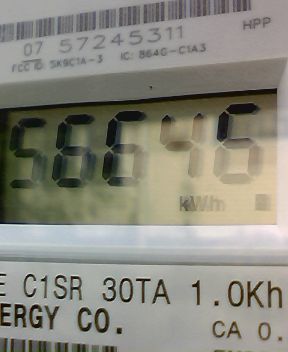 07 57245311 HPP
FCC ID: SK9C1A-3 IC: 864G-C1A3
56646
kWh
E C1SR 30TA 1.0Kh
ERGY CO.
CA 0.